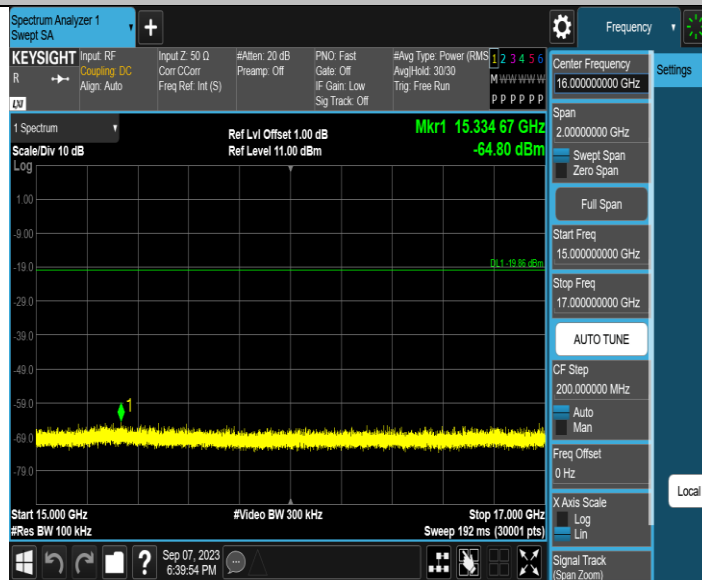 Spectrum Analyzer 1
Swept SA
+
Frequency
KEYSIGHT
R
LXI
Input: RF
Coupling: DC
Align: Auto
Input Z: 50 Ω
Corr CCorr
Freq Ref: Int (S)
#Atten: 20 dB
Preamp: Off
PNO: Fast
Gate: Off
IF Gain: Low
Sig Track: Off
#Avg Type: Power (RMS
Avg|Hold: 30/30
Trig: Free Run
1 2 3 4 5 6
M W W W W W
P P P P P P
1 Spectrum
Scale/Div 10 dB
Log
Ref Lvl Offset 1.00 dB
Ref Level 11.00 dBm
Mkr1 15.334 67 GHz
-64.80 dBm
1.00
-9.00
-19.0
-29.0
-39.0
-49.0
-59.0
-69.0
-79.0
DL1 -19.86 dBm
1
Start 15.000 GHz
#Res BW 100 kHz
#Video BW 300 kHz
Stop 17.000 GHz
Sweep 192 ms (30001 pts)
Center Frequency
16.000000000 GHz
Span
2.00000000 GHz
Swept Span
Zero Span
Full Span
Start Freq
15.000000000 GHz
Stop Freq
17.000000000 GHz
AUTO TUNE
CF Step
200.000000 MHz
Auto
Man
Freq Offset
0 Hz
X Axis Scale
Log
Lin
Signal Track
(Span Zoom)
Settings
Local
?
Sep 07, 2023
6:39:54 PM